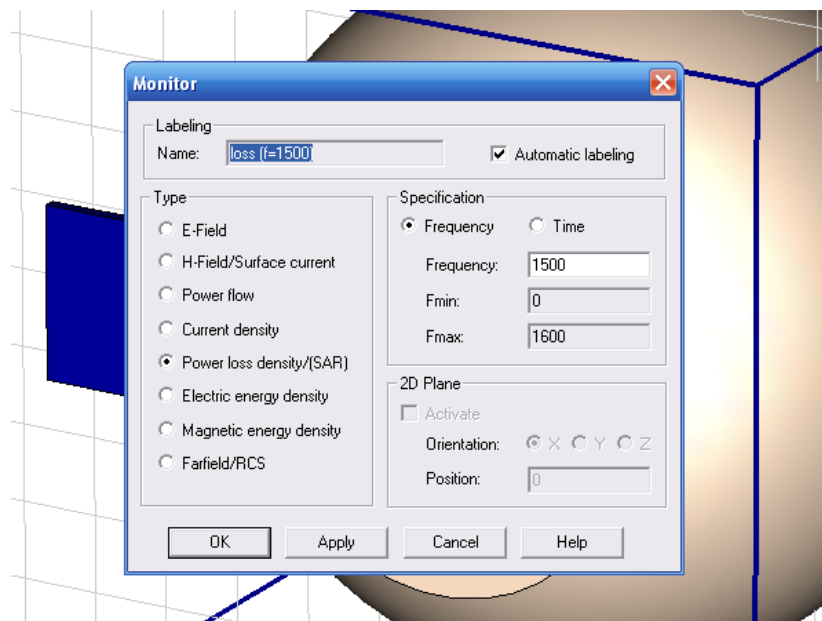 Monitor
Labeling
Name: loss (f=1500) Automatic labeling
Type
E-Field
H-Field/Surface current
Power flow
Current density
Power loss density/(SAR)
Electric energy density
Magnetic energy density
Farfield/RCS
Specification
Frequency Time
Frequency: 1500
Fmin: 0
Fmax: 1600
2D Plane
Activate
Orientation: X Y Z
Position: 0
OK Apply Cancel Help